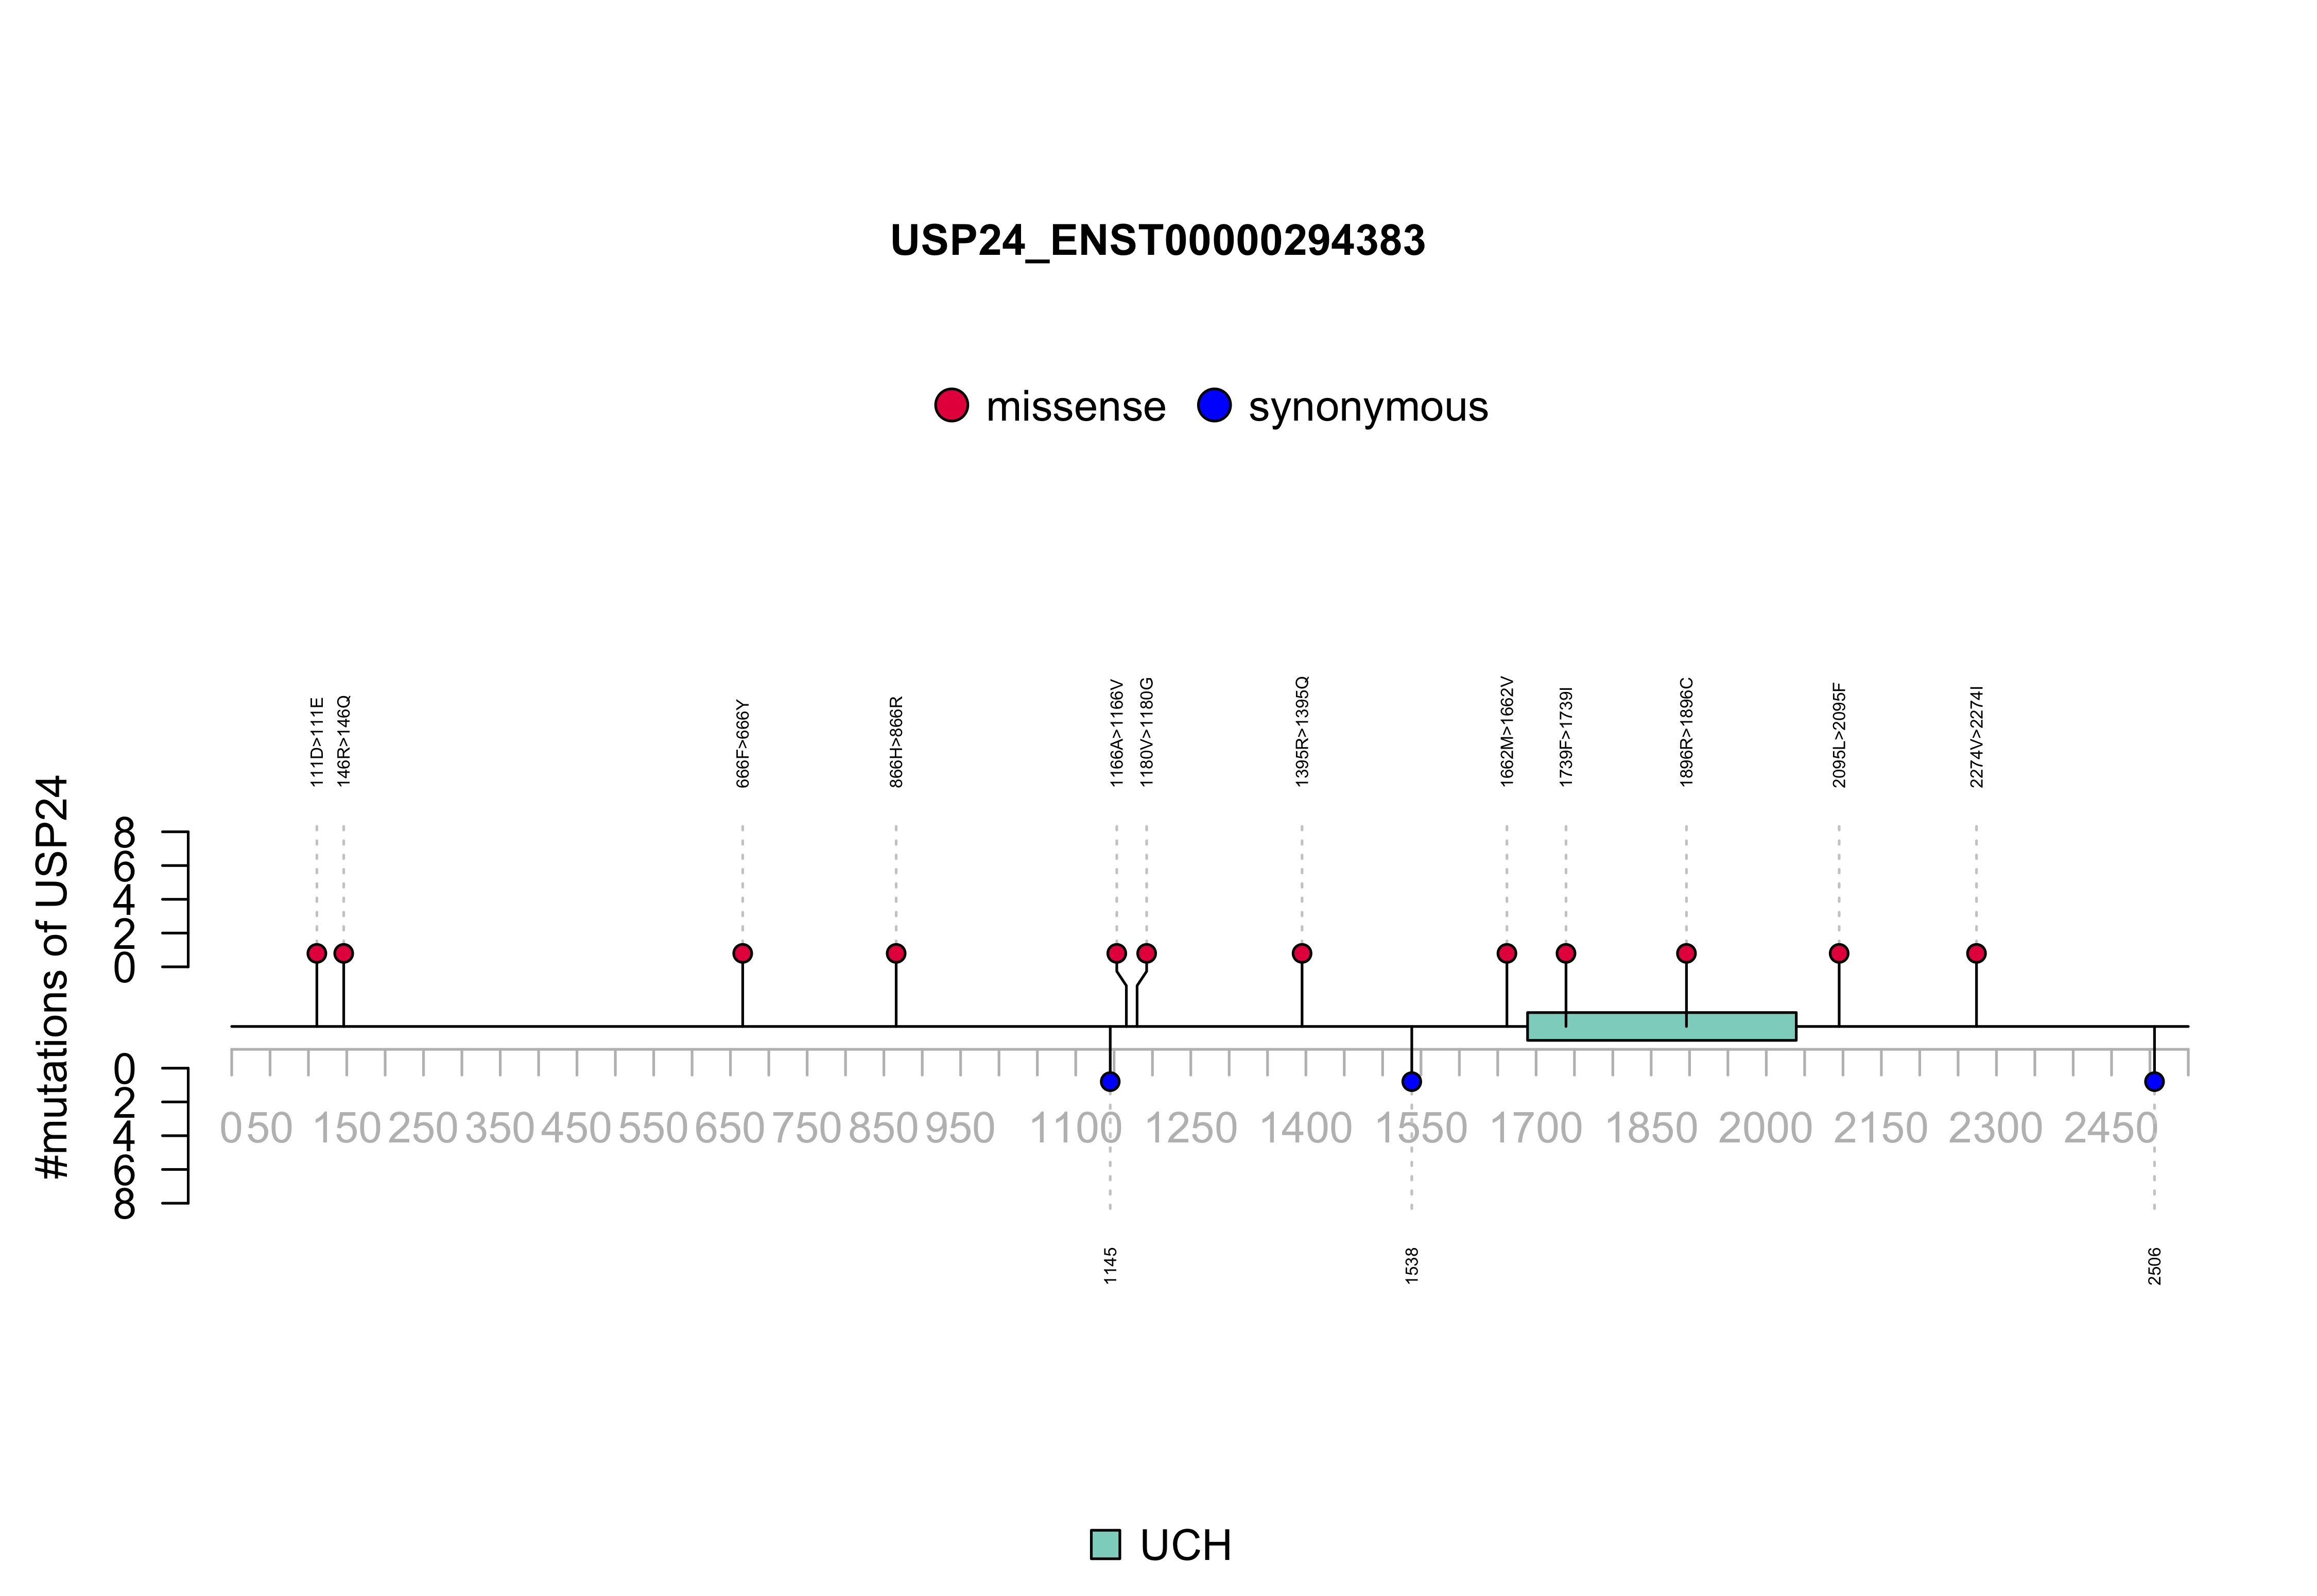 USP24_ENST00000294383
missense synonymous
111D>111E
146R>146Q
666F>666Y
866H>866R
1166A>1166V
1180V>1180G
1395R>1395Q
1662M>1662V
1739F>1739I
1896R>1896C
2095L>2095F
2274V>2274I
#mutations of USP24
8
6
4
2
0
0
2
4
6
8
0 50 150 250 350 450 550 650 750 850 950 1100 1250 1400 1550 1700 1850 2000 2150 2300 2450
1145
1538
2506
UCH